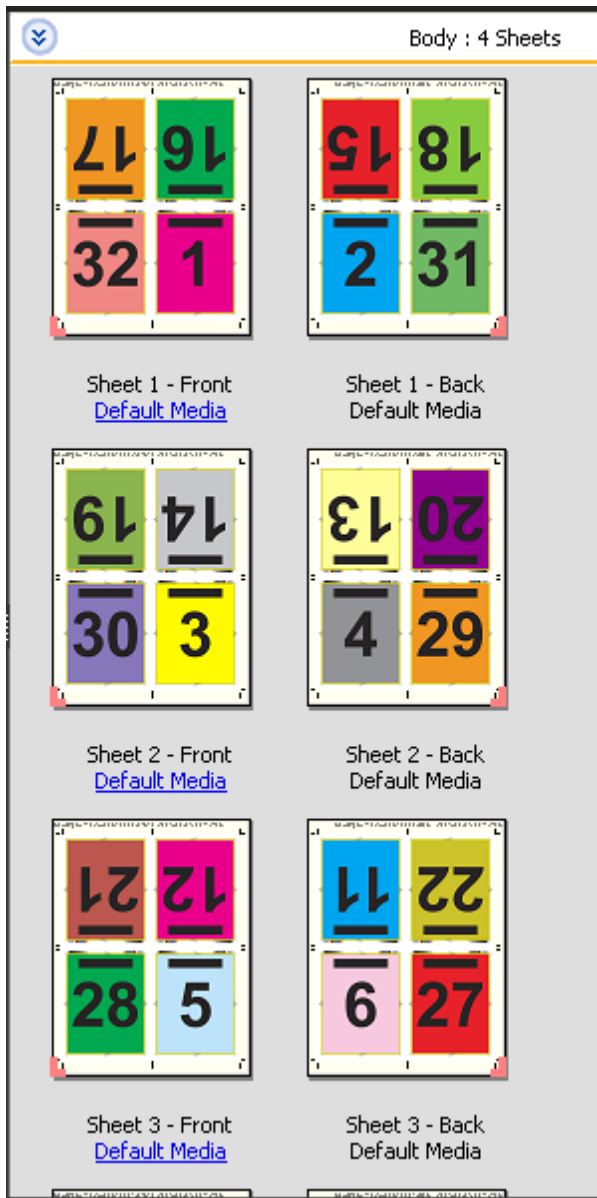 Body : 4 Sheets
17 16
32 1
15 18
2 31
Sheet 1 - Front
Default Media
Sheet 1 - Back
Default Media
19 14
30 3
13 20
4 29
Sheet 2 - Front
Default Media
Sheet 2 - Back
Default Media
21 12
28 5
11 22
6 27
Sheet 3 - Front
Default Media
Sheet 3 - Back
Default Media